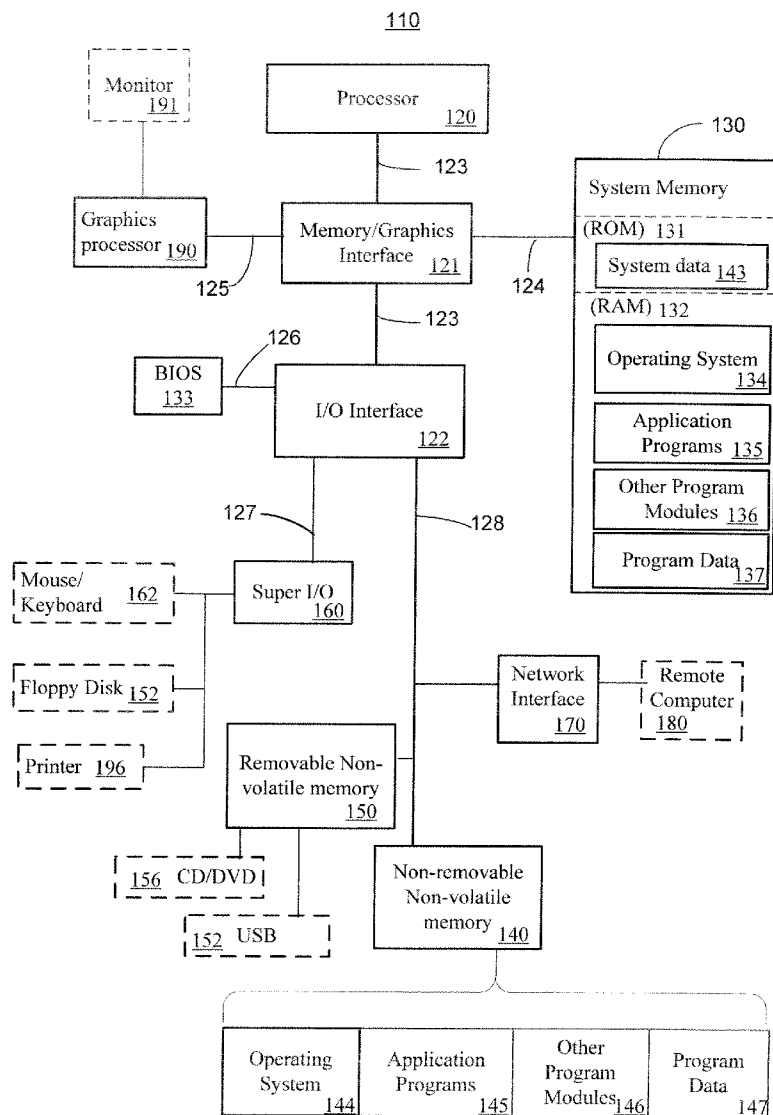 110
Monitor
191
Processor
120
130
123
System Memory
Graphics
processor 190
Memory/Graphics
Interface
121
(ROM) 131
System data 143
125
124
(RAM) 132
123
126
Operating System
134
BIOS
133
I/O Interface
122
Application
Programs 135
127
128
Other Program
Modules 136
Program Data
137
Mouse/
Keyboard 162
Super I/O
160
Network
Interface
170
Remote
Computer
180
Floppy Disk 152
Removable Non-
volatile memory
150
Printer 196
156 CD/DVD
Non-removable
Non-volatile
memory
140
152 USB
Operating
System
144
Application
Programs
145
Other
Program
Modules 146
Program
Data
147